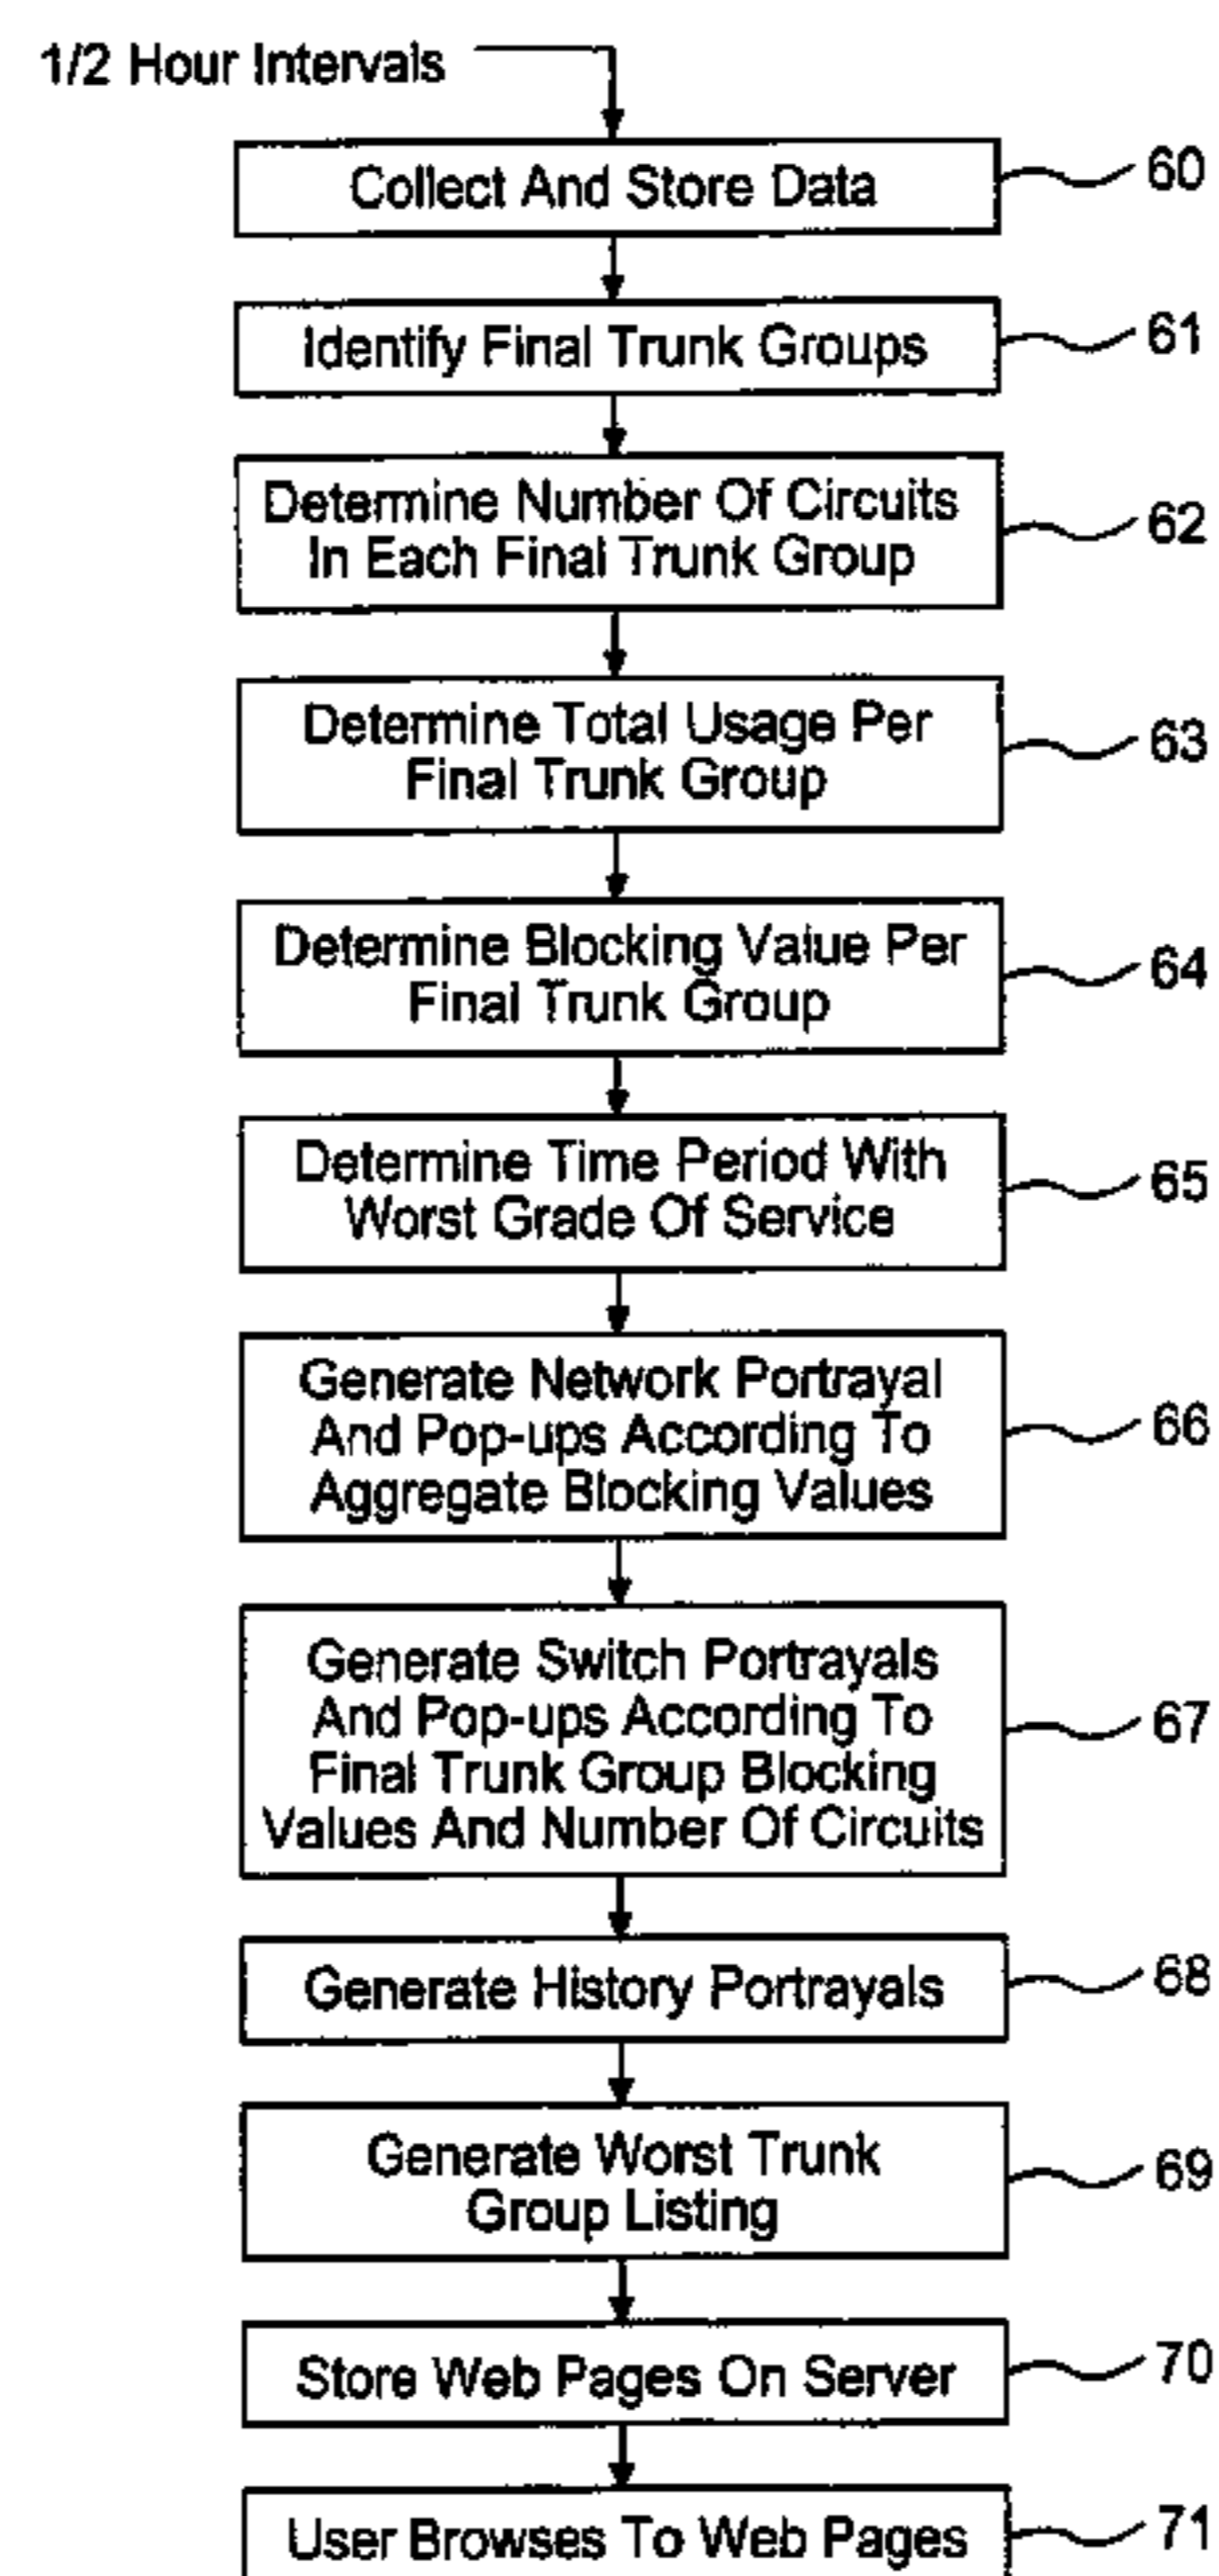 1/2 Hour Intervals
Collect And Store Data
60
Identify Final Trunk Groups
61
Determine Number Of Circuits
In Each Final Trunk Group
62
Determine Total Usage Per
Final Trunk Group
63
Determine Blocking Value Per
Final Trunk Group
64
Determine Time Period With
Worst Grade Of Service
65
Generate Network Portrayal
And Pop-ups According To
Aggregate Blocking Values
66
Generate Switch Portrayals
And Pop-ups According To
Final Trunk Group Blocking
Values And Number Of Circuits
67
Generate History Portrayals
68
Generate Worst Trunk
Group Listing
69
Store Web Pages On Server
70
User Browses To Web Pages
71